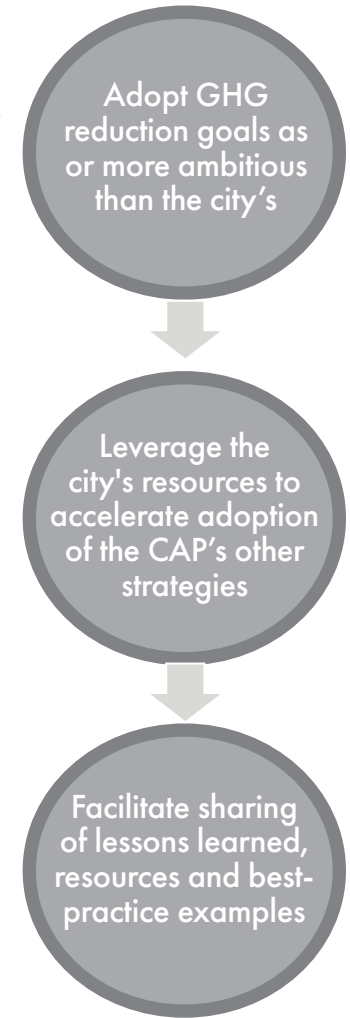 Adopt GHG
reduction goals as
or more ambitious
than the city’s
Leverage the
city's resources to
accelerate adoption
of the CAP’s other
strategies
Facilitate sharing
of lessons learned,
resources and best-
practice examples